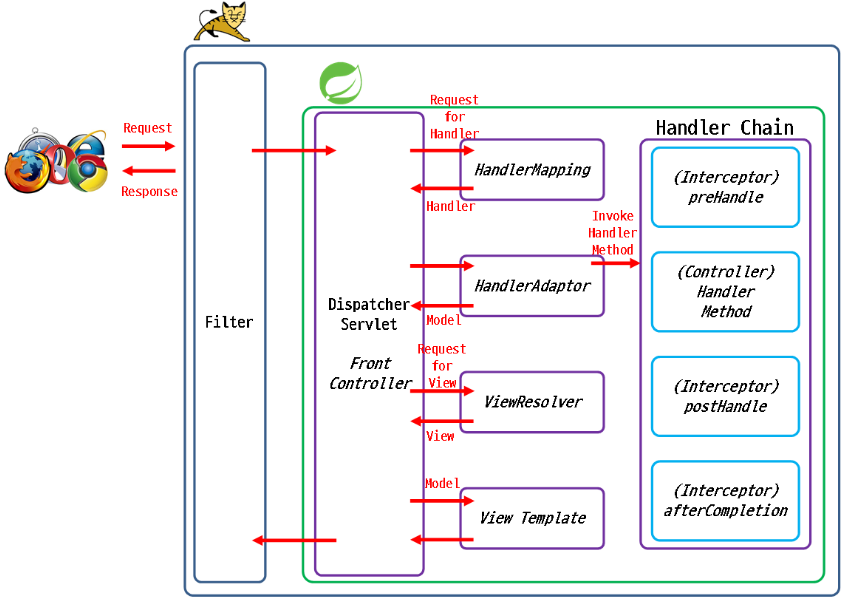 Request
Response
Filter
Dispatcher
Servlet
Front
Controller
Request
for
Handler
HandlerMapping
Handler
HandlerAdaptor
Model
Invoke
Handler
Method
Request
for
View
ViewResolver
View
Model
View Template
Handler Chain
(Interceptor)
preHandle
(Controller)
Handler
Method
(Interceptor)
postHandle
(Interceptor)
afterCompletion